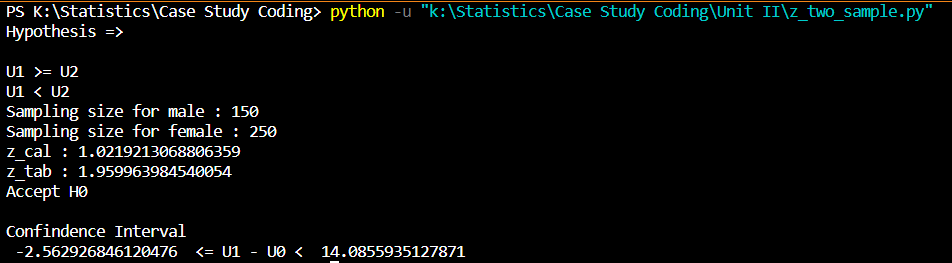 PS K:\Statistics\Case Study Coding> python -u "k:\Statistics\Case Study Coding\Unit II\z_two_sample.py"
Hypothesis =>
U1 >= U2
U1 < U2
Sampling size for male : 150
Sampling size for female : 250
z_cal : 1.0219213068806359
z_tab : 1.959963984540054
Accept H0
Confindence Interval
-2.562926846120476 <= U1 - U0 < 14.0855935127871